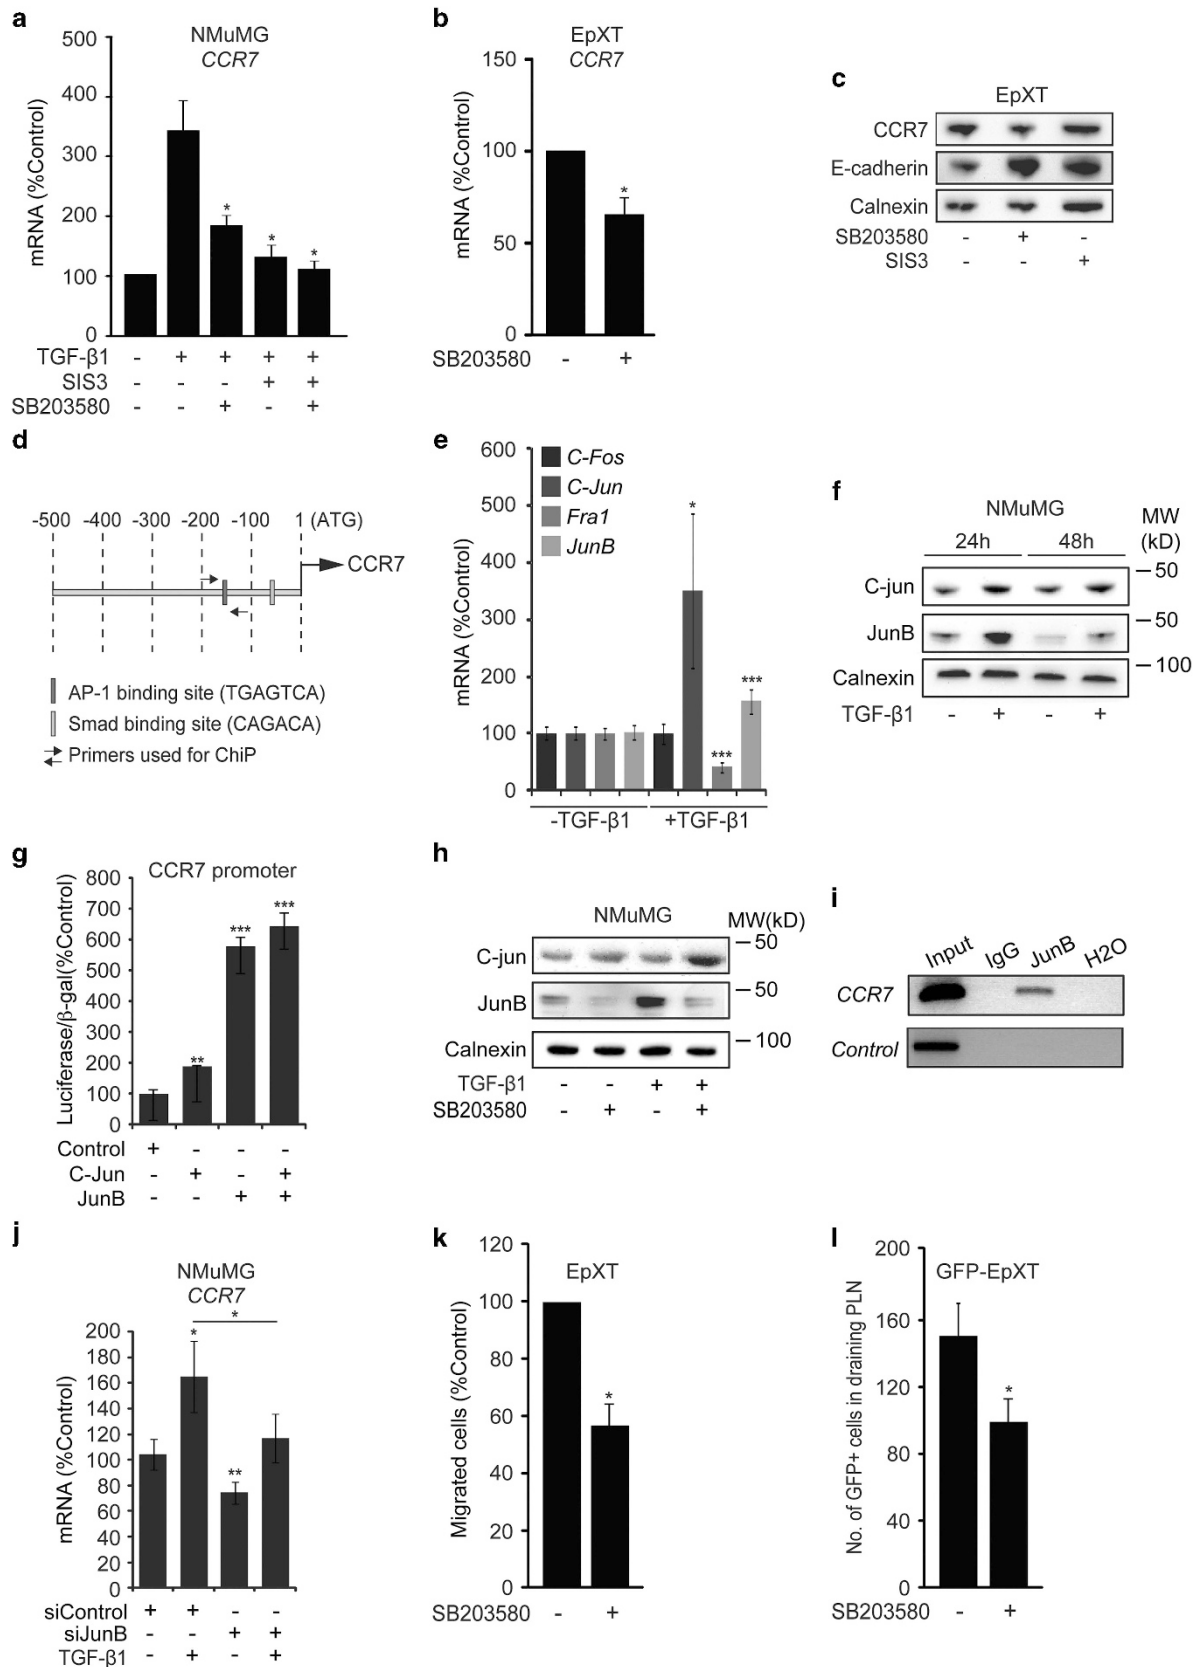 a
NMuMG
CCR7
mRNA (%Control)
500
400
300
200
100
0
TGF-β1 - + + + +
SIS3 - - - + +
SB203580 - - + - +
* * *
b
EpXT
CCR7
mRNA (%Control)
150
100
50
0
*
SB203580 - +
c
EpXT
CCR7
E-cadherin
Calnexin
SB203580 - + -
SIS3 - - +
d
-500 -400 -300 -200 -100 1 (ATG)
CCR7
AP-1 binding site (TGAGTCA)
Smad binding site (CAGACA)
Primers used for ChiP
e
mRNA (%Control)
600
500
400
300
200
100
0
C-Fos
C-Jun
Fra1
JunB
* *** ***
-TGF-β1 +TGF-β1
f
NMuMG
MW
(kD)
24h 48h
C-jun
50
JunB
50
Calnexin
100
TGF-β1 - + - +
g
CCR7 promoter
Luciferase/β-gal(%Control)
800
700
600
500
400
300
200
100
0
** *** ***
Control + - - -
C-Jun - + - +
JunB - - + +
h
NMuMG
MW(kD)
C-jun
50
JunB
50
Calnexin
100
TGF-β1 - - + +
SB203580 - + - +
i
Input IgG JunB H2O
CCR7
Control
j
NMuMG
CCR7
mRNA (%Control)
200
180
160
140
120
100
80
60
40
20
0
* ** *
siControl + + - -
siJunB - - + +
TGF-β1 - + - +
k
EpXT
Migrated cells (%Control)
120
100
80
60
40
20
0
*
SB203580 - +
l
GFP-EpXT
No. of GFP+ cells in draining PLN
200
160
120
80
40
0
*
SB203580 - +